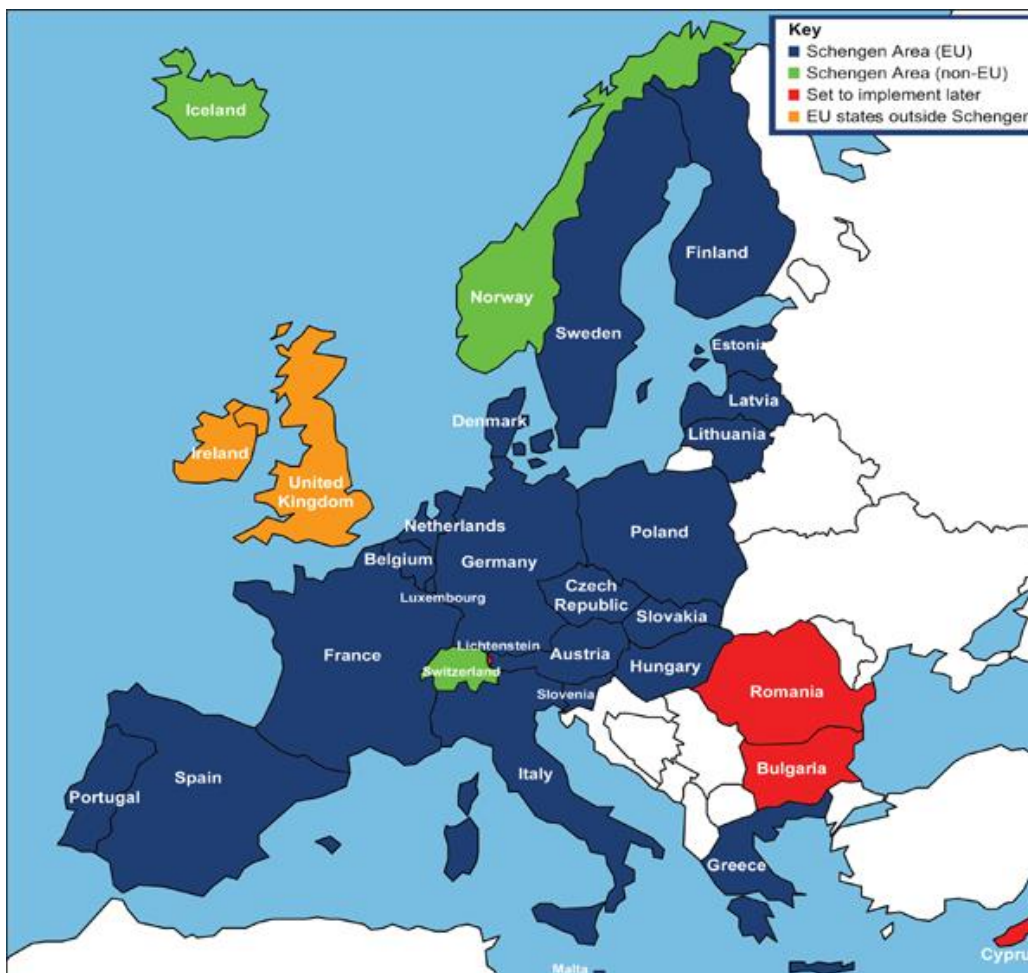 Key
Schengen Area (EU)
Schengen Area (non-EU)
Set to implement later
EU states outside Schengen
Iceland
Finland
Norway
Sweden
Estonia
Latvia
Denmark
Lithuania
Ireland
United
Kingdom
Netherlands
Poland
Belgium
Germany
Czech
Republic
Luxembourg
Slovakia
Lichtenstein
France
Austria
Switzerland
Hungary
Slovenia
Romania
Italy
Bulgaria
Spain
Portugal
Greece
Cypru
Malta